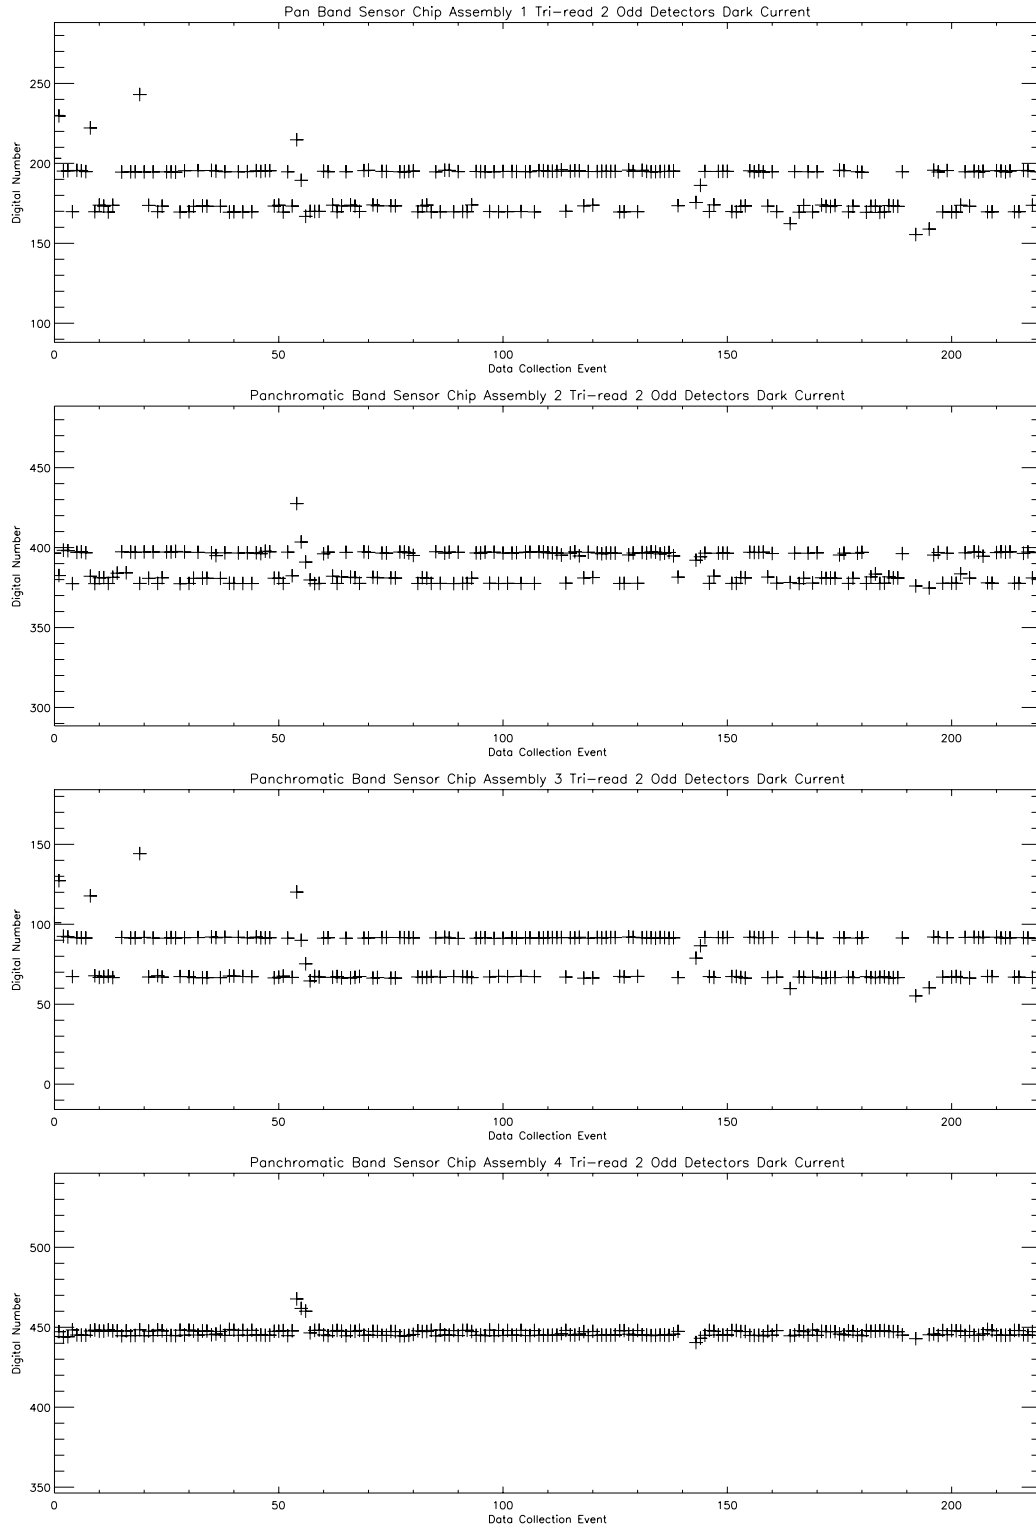 Pan Band Sensor Chip Assembly 1 Tri-read 2 Odd Detectors Dark Current
250
200
150
100
Digital Number
0 50 100 150 200
Data Collection Event
Panchromatic Band Sensor Chip Assembly 2 Tri-read 2 Odd Detectors Dark Current
450
400
350
300
Digital Number
0 50 100 150 200
Data Collection Event
Panchromatic Band Sensor Chip Assembly 3 Tri-read 2 Odd Detectors Dark Current
150
100
50
0
Digital Number
0 50 100 150 200
Data Collection Event
Panchromatic Band Sensor Chip Assembly 4 Tri-read 2 Odd Detectors Dark Current
500
450
400
350
Digital Number
0 50 100 150 200
Data Collection Event